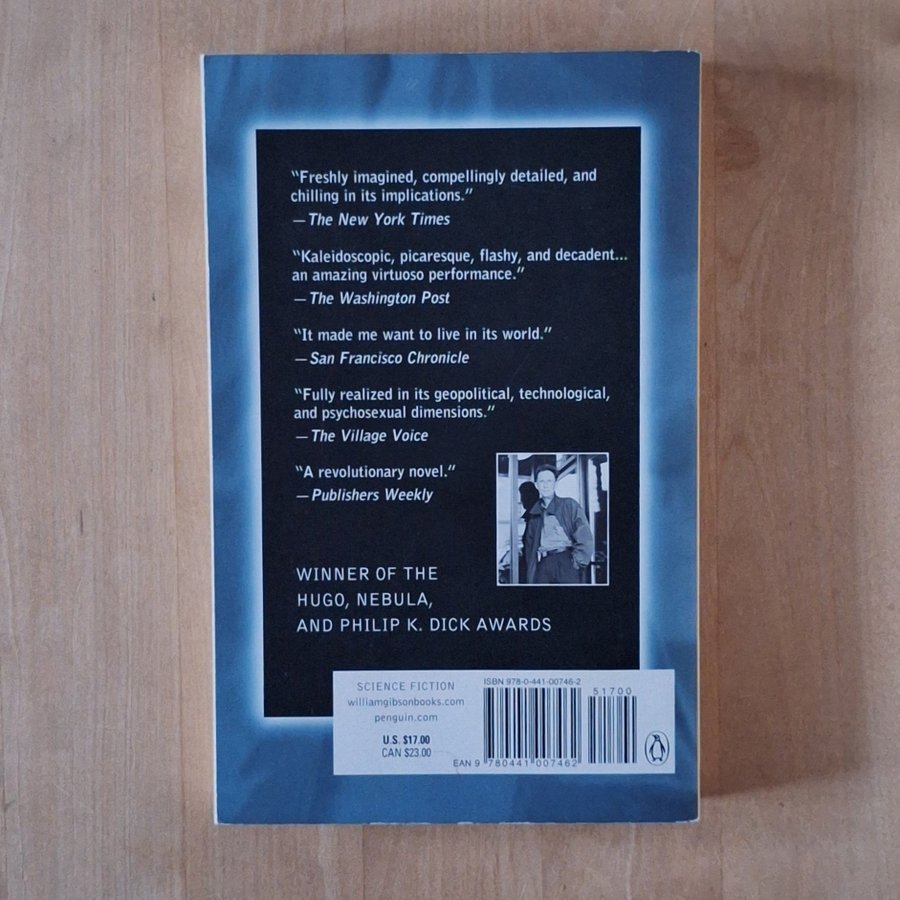 “Freshly imagined, compellingly detailed, and
chilling in its implications.”
—The New York Times
“Kaleidoscopic, picaresque, flashy, and decadent...
an amazing virtuoso performance.”
—The Washington Post
“It made me want to live in its world.”
—San Francisco Chronicle
“Fully realized in its geopolitical, technological,
and psychosexual dimensions.”
—The Village Voice
“A revolutionary novel.”
—Publishers Weekly
WINNER OF THE
HUGO, NEBULA,
AND PHILIP K. DICK AWARDS
SCIENCE FICTION
williamgibsonbooks.com
penguin.com
U.S. $17.00
CAN $23.00
ISBN 978-0-441-00746-2
51700
EAN 9 780441 007462